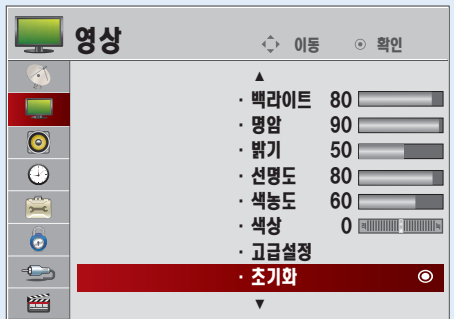 영상 이동 확인
· 백라이트 80
· 명암 90
· 밝기 50
· 선명도 80
· 색농도 60
· 색상 0
· 고급설정
· 초기화